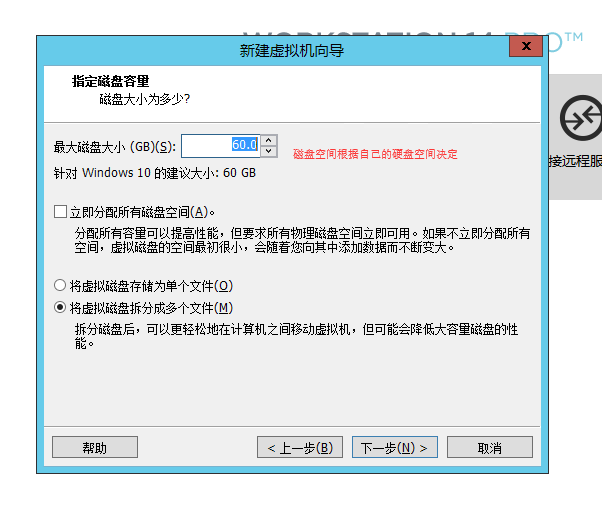 WORKSTATION 14 PRO™
新建虚拟机向导
x
指定磁盘容量
磁盘大小为多少?
最大磁盘大小 (GB)(S):
60.0
磁盘空间根据自己的硬盘空间决定
针对 Windows 10 的建议大小: 60 GB
接远程服
立即分配所有磁盘空间(A)。
分配所有容量可以提高性能，但要求所有物理磁盘空间立即可用。如果不立即分配所有
空间，虚拟磁盘的空间最初很小，会随着您向其中添加数据而不断变大。
将虚拟磁盘存储为单个文件(O)
将虚拟磁盘拆分成多个文件(M)
拆分磁盘后，可以更轻松地在计算机之间移动虚拟机，但可能会降低大容量磁盘的性
能。
帮助
< 上一步(B)
下一步(N) >
取消